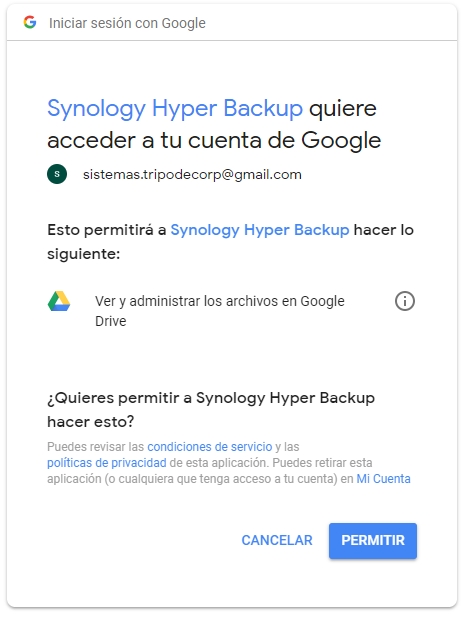 Iniciar sesión con Google
Synology Hyper Backup quiere
acceder a tu cuenta de Google
S sistemas.tripodecorp@gmail.com
Esto permitirá a Synology Hyper Backup hacer lo
siguiente:
Ver y administrar los archivos en Google
Drive
¿Quieres permitir a Synology Hyper Backup
hacer esto?
Puedes revisar las condiciones de servicio y las
políticas de privacidad de esta aplicación. Puedes retirar esta
aplicación (o cualquiera que tenga acceso a tu cuenta) en Mi Cuenta
CANCELAR PERMITIR